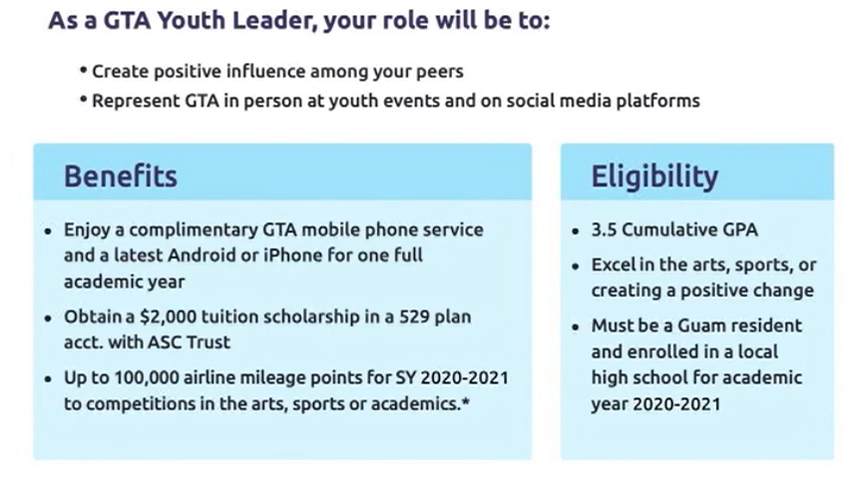 As a GTA Youth Leader, your role will be to:
• Create positive influence among your peers
• Represent GTA in person at youth events and on social media platforms
Benefits
• Enjoy a complimentary GTA mobile phone service
and a latest Android or iPhone for one full
academic year
• Obtain a $2,000 tuition scholarship in a 529 plan
acct. with ASC Trust
• Up to 100,000 airline mileage points for SY 2020-2021
to competitions in the arts, sports or academics.*
Eligibility
• 3.5 Cumulative GPA
• Excel in the arts, sports, or
creating a positive change
• Must be a Guam resident
and enrolled in a local
high school for academic
year 2020-2021